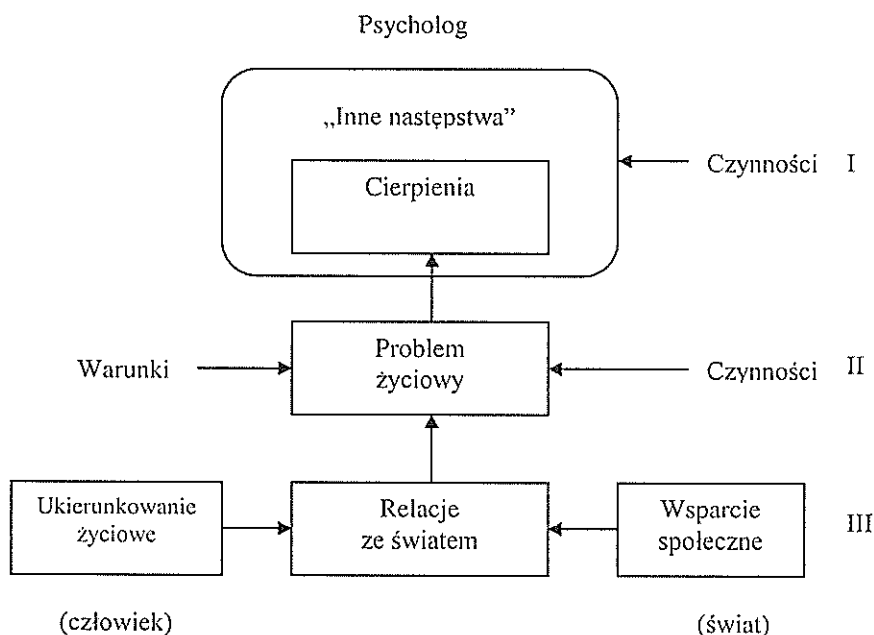 Psycholog
„Inne następstwa”
Cierpienia
Czynności I
Problem
życiowy
Warunki
Czynności II
Ukierunkowanie
życiowe
Relacje
ze światem
Wsparcie
społeczne
III
(człowiek)
(świat)